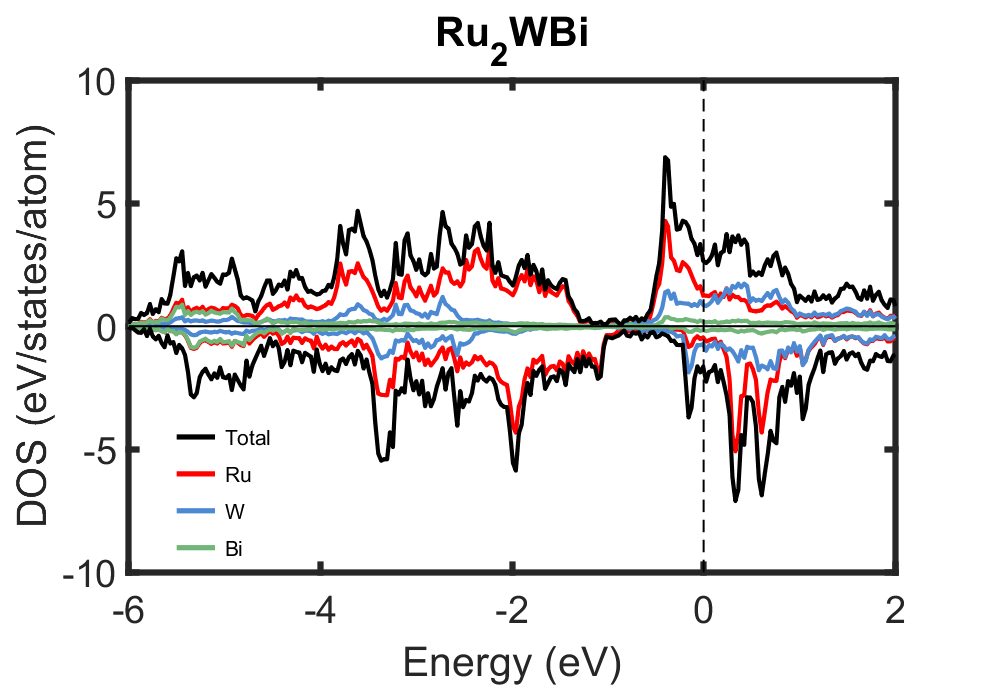 Ru2WBi
10
5
0
-5
-10
DOS (eV/states/atom)
Total
Ru
W
Bi
-6
-4
-2
0
2
Energy (eV)